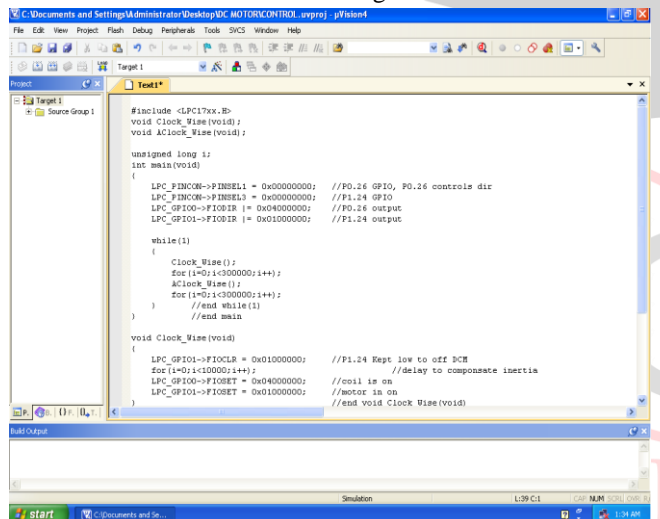 C:\Documents and Settings\Administrator\Desktop\DC MOTOR\CONTROL.uvproj - µVision4
File Edit View Project Flash Debug Peripherals Tools SVCS Window Help
Target 1
Project
Text1*
Target 1
Source Group 1
#include <LPC17xx.H>
void Clock_Wise(void);
void AClock_Wise(void);
unsigned long i;
int main(void)
{
LPC_PINCON->PINSEL1 = 0x00000000; //P0.26 GPIO, P0.26 controls dir
LPC_PINCON->PINSEL3 = 0x00000000; //P1.24 GPIO
LPC_GPIO0->FIODIR |= 0x04000000; //P0.26 output
LPC_GPIO1->FIODIR |= 0x01000000; //P1.24 output
while(1)
{
Clock_Wise();
for(i=0;i<300000;i++);
AClock_Wise();
for(i=0;i<300000;i++);
} //end while(1)
} //end main
void Clock_Wise(void)
{
LPC_GPIO1->FIOCLR = 0x01000000; //P1.24 Kept low to off DCM
for(i=0;i<10000;i++); //delay to componsate inertia
LPC_GPIO0->FIOSET = 0x04000000; //coil is on
LPC_GPIO1->FIOSET = 0x01000000; //motor in on
} //end void Clock_Wise(void)
Build Output
Simulation L:39 C:1 CAP NUM SCRL OVR R
start C:\Documents and Se... 1:34 AM